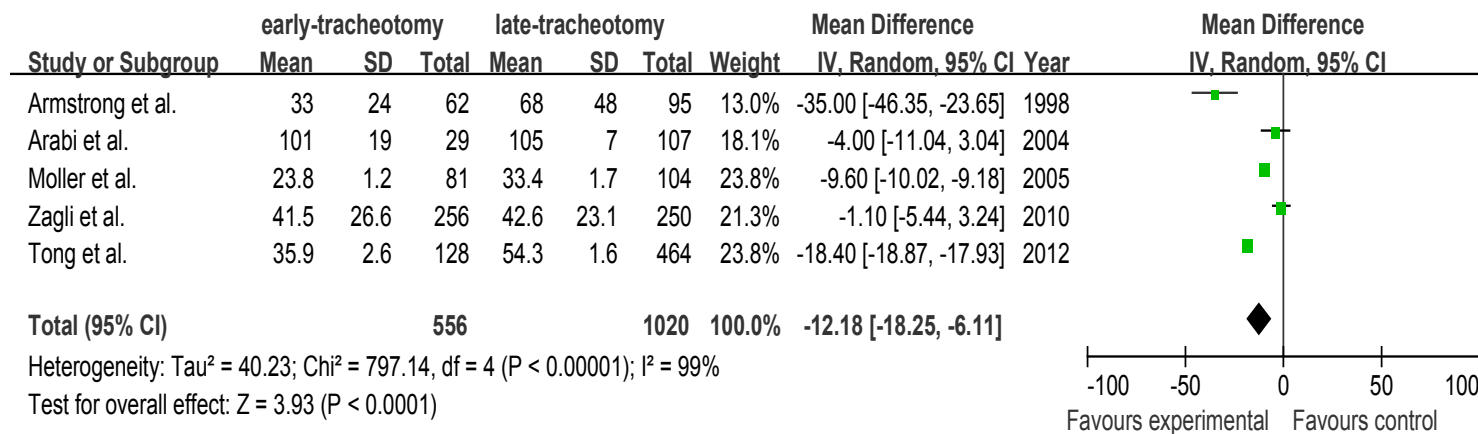 early-tracheotomy late-tracheotomy Mean Difference Mean Difference
Study or Subgroup Mean SD Total Mean SD Total Weight IV, Random, 95% CI Year IV, Random, 95% CI
Armstrong et al. 33 24 62 68 48 95 13.0% -35.00 [-46.35, -23.65] 1998
Arabi et al. 101 19 29 105 7 107 18.1% -4.00 [-11.04, 3.04] 2004
Moller et al. 23.8 1.2 81 33.4 1.7 104 23.8% -9.60 [-10.02, -9.18] 2005
Zagli et al. 41.5 26.6 256 42.6 23.1 250 21.3% -1.10 [-5.44, 3.24] 2010
Tong et al. 35.9 2.6 128 54.3 1.6 464 23.8% -18.40 [-18.87, -17.93] 2012
Total (95% CI) 556 1020 100.0% -12.18 [-18.25, -6.11]
Heterogeneity: Tau² = 40.23; Chi² = 797.14, df = 4 (P < 0.00001); I² = 99%
Test for overall effect: Z = 3.93 (P < 0.0001)
-100 -50 0 50 100
Favours experimental Favours control